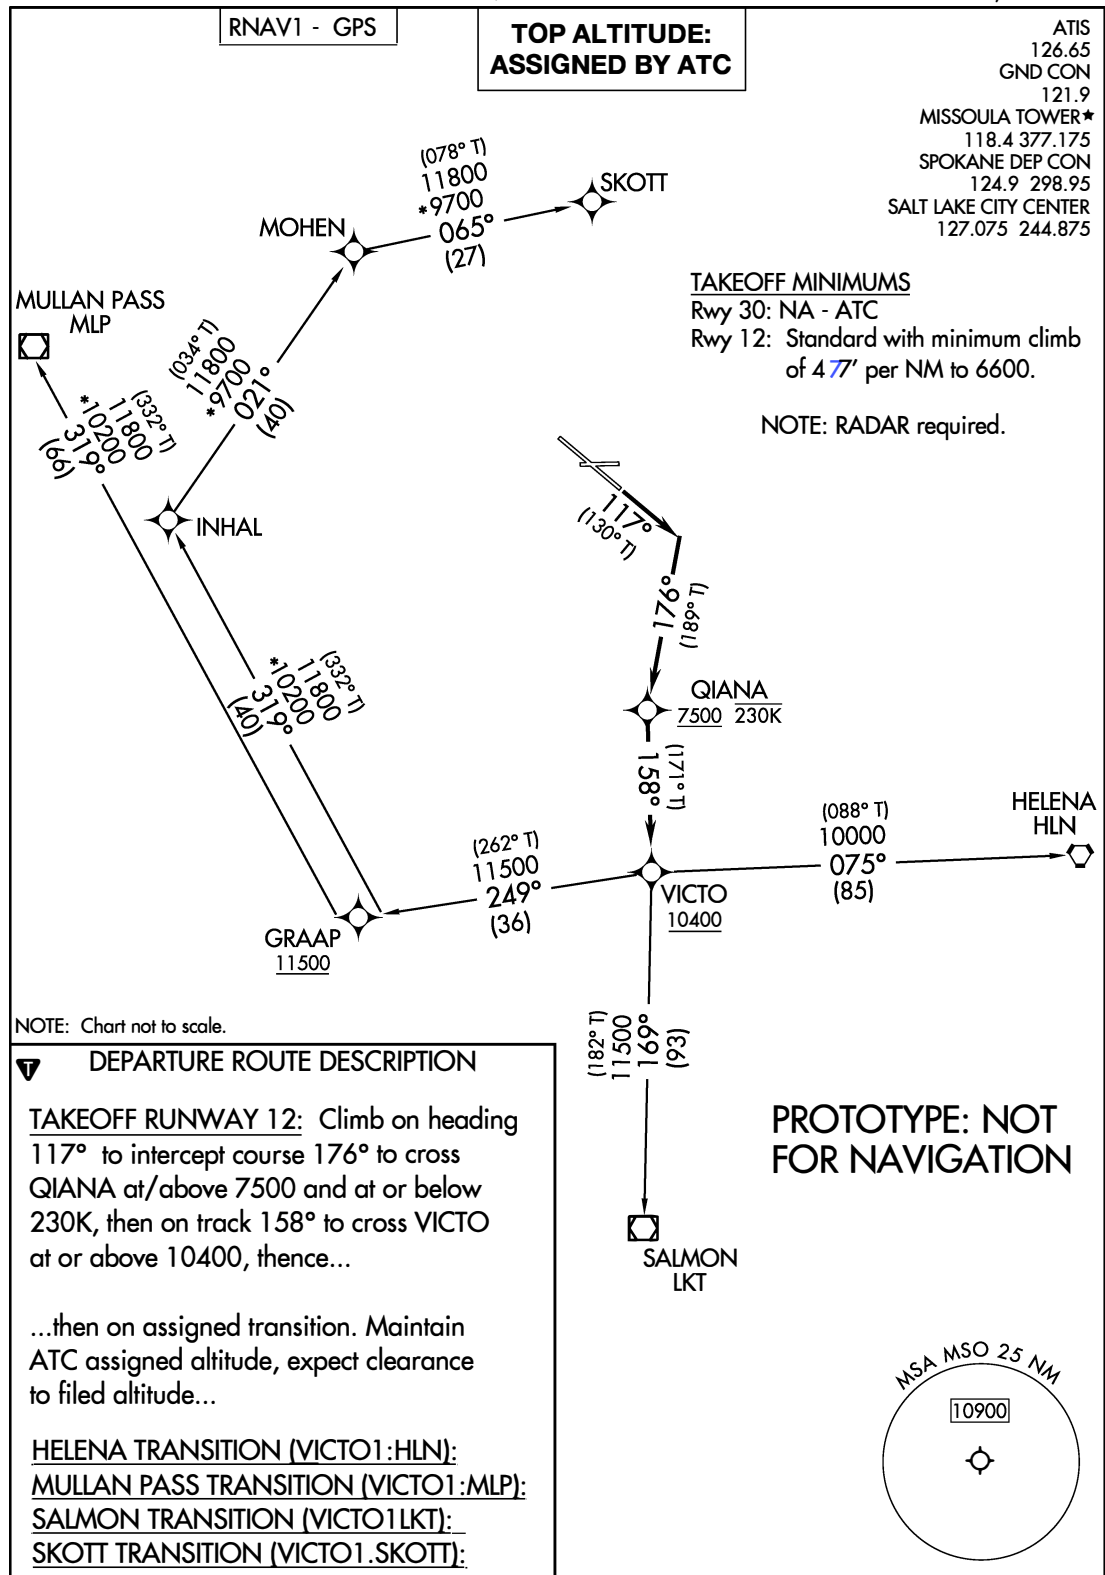 RNAV1 - GPS
TOP ALTITUDE:
ASSIGNED BY ATC
ATIS
126.65
GND CON
121.9
MISSOULA TOWER★
118.4 377.175
SPOKANE DEP CON
124.9 298.95
SALT LAKE CITY CENTER
127.075 244.875
TAKEOFF MINIMUMS
Rwy 30: NA - ATC
Rwy 12: Standard with minimum climb
of 477' per NM to 6600.
NOTE: RADAR required.
(078° T)
11800
*9700
065°
(27)
SKOTT
MOHEN
MULLAN PASS
MLP
(034° T)
11800
*9700
021°
(40)
(332° T)
11800
*10200
319°
(66)
INHAL
(332° T)
11800
*10200
319°
(40)
117°
(130° T)
176°
(189° T)
QIANA
7500 230K
158°
(171° T)
HELENA
HLN
(088° T)
10000
075°
(85)
(262° T)
11500
249°
(36)
VICTO
10400
GRAAP
11500
(182° T)
11500
169°
(93)
SALMON
LKT
NOTE: Chart not to scale.
T DEPARTURE ROUTE DESCRIPTION
TAKEOFF RUNWAY 12: Climb on heading
117° to intercept course 176° to cross
QIANA at/above 7500 and at or below
230K, then on track 158° to cross VICTO
at or above 10400, thence...
...then on assigned transition. Maintain
ATC assigned altitude, expect clearance
to filed altitude...
HELENA TRANSITION (VICTO1:HLN):
MULLAN PASS TRANSITION (VICTO1:MLP):
SALMON TRANSITION (VICTO1LKT):
SKOTT TRANSITION (VICTO1.SKOTT):
PROTOTYPE: NOT
FOR NAVIGATION
MSA MSO 25 NM
10900